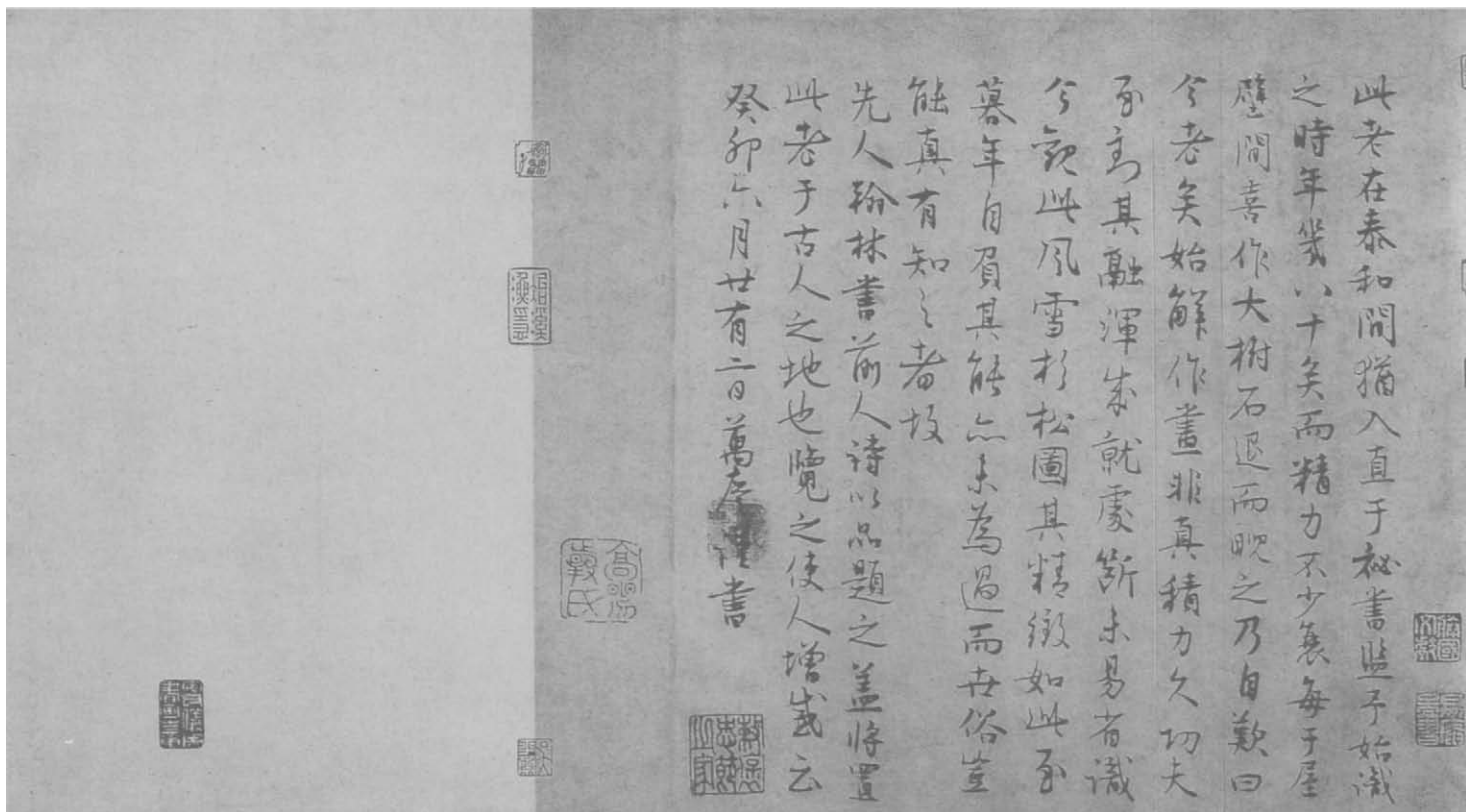 此老在泰和間猶入直于祕書監予始識
之時年幾八十矣而精力不少衰每于屋
壁間喜作大樹石退而睨之乃自歎曰
今老矣始解作畫非真積力久功夫
至到其融渾成就處斷未易省識
今觀此風雪杉松圖其精緻如此至
暮年自負其能亦未為過而世俗豈
能真有知之者故
先人翰林書前人詩以品題之蓋將置
此老于古人之地也覽之使人增感云
癸卯六月廿有二日萬慶謹書